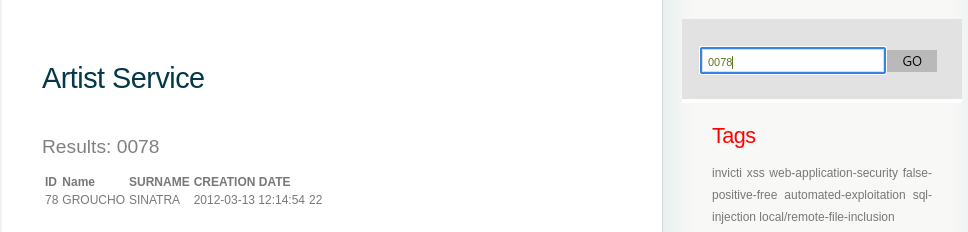 Artist Service
Results: 0078
ID Name SURNAME CREATION DATE
78 GROUCHO SINATRA 2012-03-13 12:14:54 22
0078
GO
Tags
invicti xss web-application-security false-
positive-free automated-exploitation sql-
injection local/remote-file-inclusion